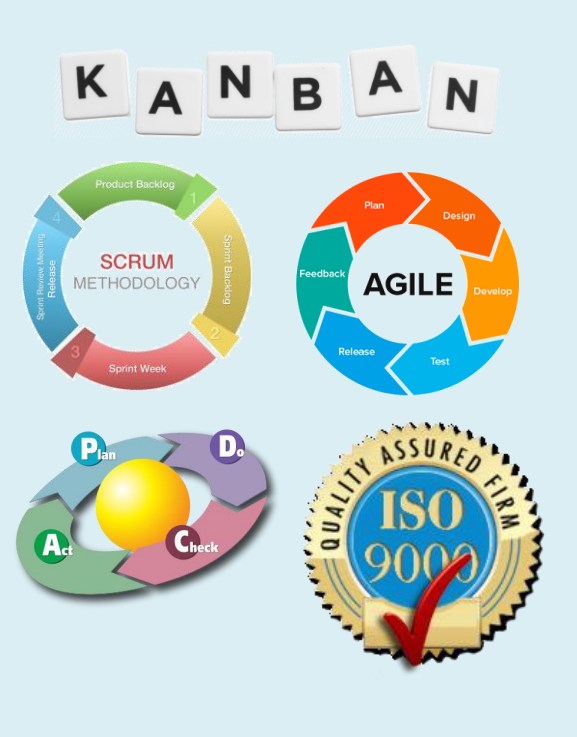 KANBAN
Product Backlog
1
Sprint Backlog
2
Sprint Week
3
Sprint Review Meeting
Release
4
SCRUM
METHODOLOGY
Plan
Design
Develop
Test
Release
Feedback
AGILE
Plan
Do
Check
Act
QUALITY ASSURED FIRM
ISO
9000